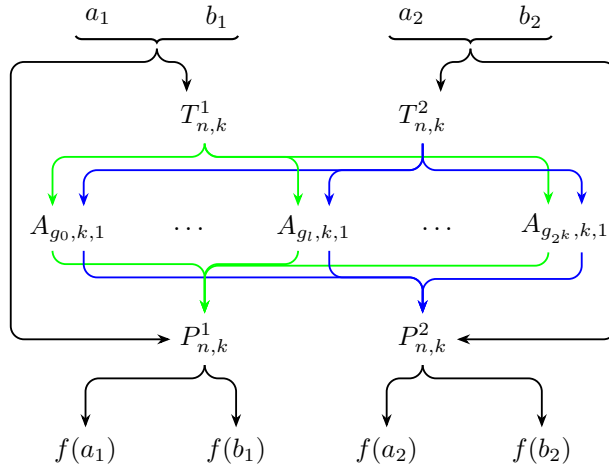 a_1 b_1 a_2 b_2
T^1_{n,k} T^2_{n,k}
A_{g_0,k,1} ⋯ A_{g_l,k,1} ⋯ A_{g_{2^k},k,1}
P^1_{n,k} P^2_{n,k}
f(a_1) f(b_1) f(a_2) f(b_2)